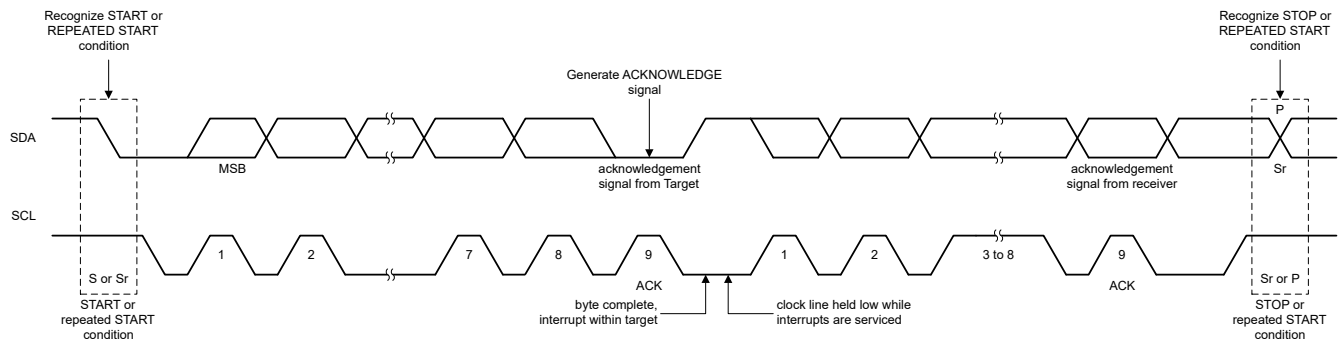 Recognize START or
REPEATED START
condition
Recognize STOP or
REPEATED START
condition
Generate ACKNOWLEDGE
signal
SDA
P
MSB
acknowledgement
signal from Target
acknowledgement
signal from receiver
Sr
SCL
1
2
7
8
9
1
2
3 to 8
9
S or Sr
ACK
ACK
Sr or P
START or
repeated START
condition
byte complete,
interrupt within target
clock line held low while
interrupts are serviced
STOP or
repeated START
condition